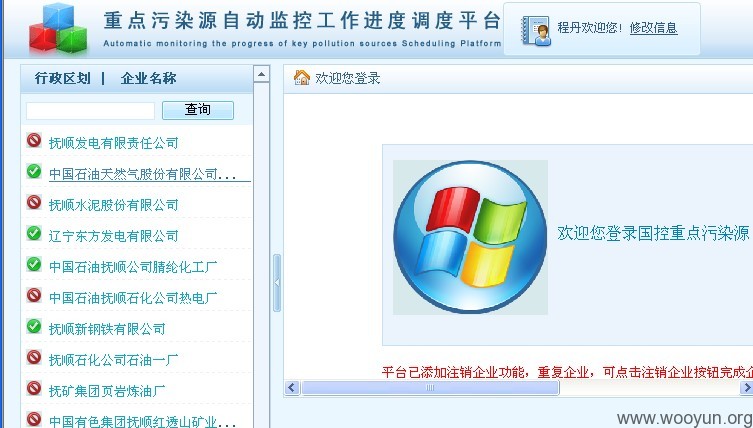 重点污染源自动监控工作进度调度平台
Automatic monitoring the progress of key pollution sources Scheduling Platform
程丹欢迎您！ 修改信息
行政区划 | 企业名称
查询
抚顺发电有限责任公司
中国石油天然气股份有限公司...
抚顺水泥股份有限公司
辽宁东方发电有限公司
中国石油抚顺公司腈纶化工厂
中国石油抚顺石化公司热电厂
抚顺新钢铁有限公司
抚顺石化公司石油一厂
抚矿集团页岩炼油厂
中国有色集团抚顺红透山矿业...
欢迎您登录
欢迎您登录国控重点污染源
平台已添加注销企业功能，重复企业，可点击注销企业按钮完成企
www.wooyun.org